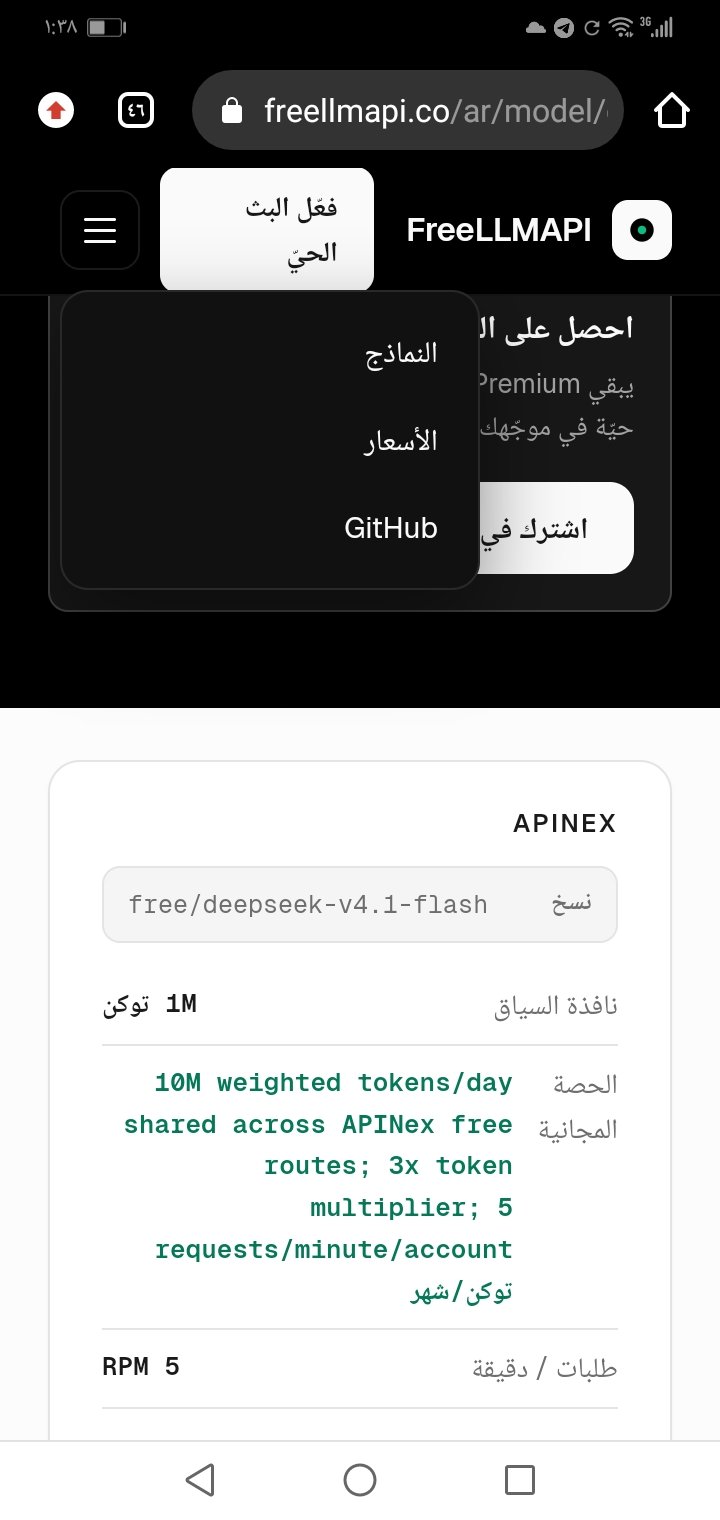 ١:٣٨
3G
٤٦
freellmapi.co/ar/model/
FreeLLMAPI
فعّل البث
الحيّ
النماذج
الأسعار
GitHub
احصل على
يبقي Premium
حيّة في موجّهك
اشترك في
APINEX
free/deepseek-v4.1-flash
نسخ
نافذة السياق
1M توكن
الحصة
المجانية
10M weighted tokens/day
shared across APINex free
routes; 3x token
multiplier; 5
requests/minute/account
توكن/شهر
طلبات / دقيقة
5 RPM